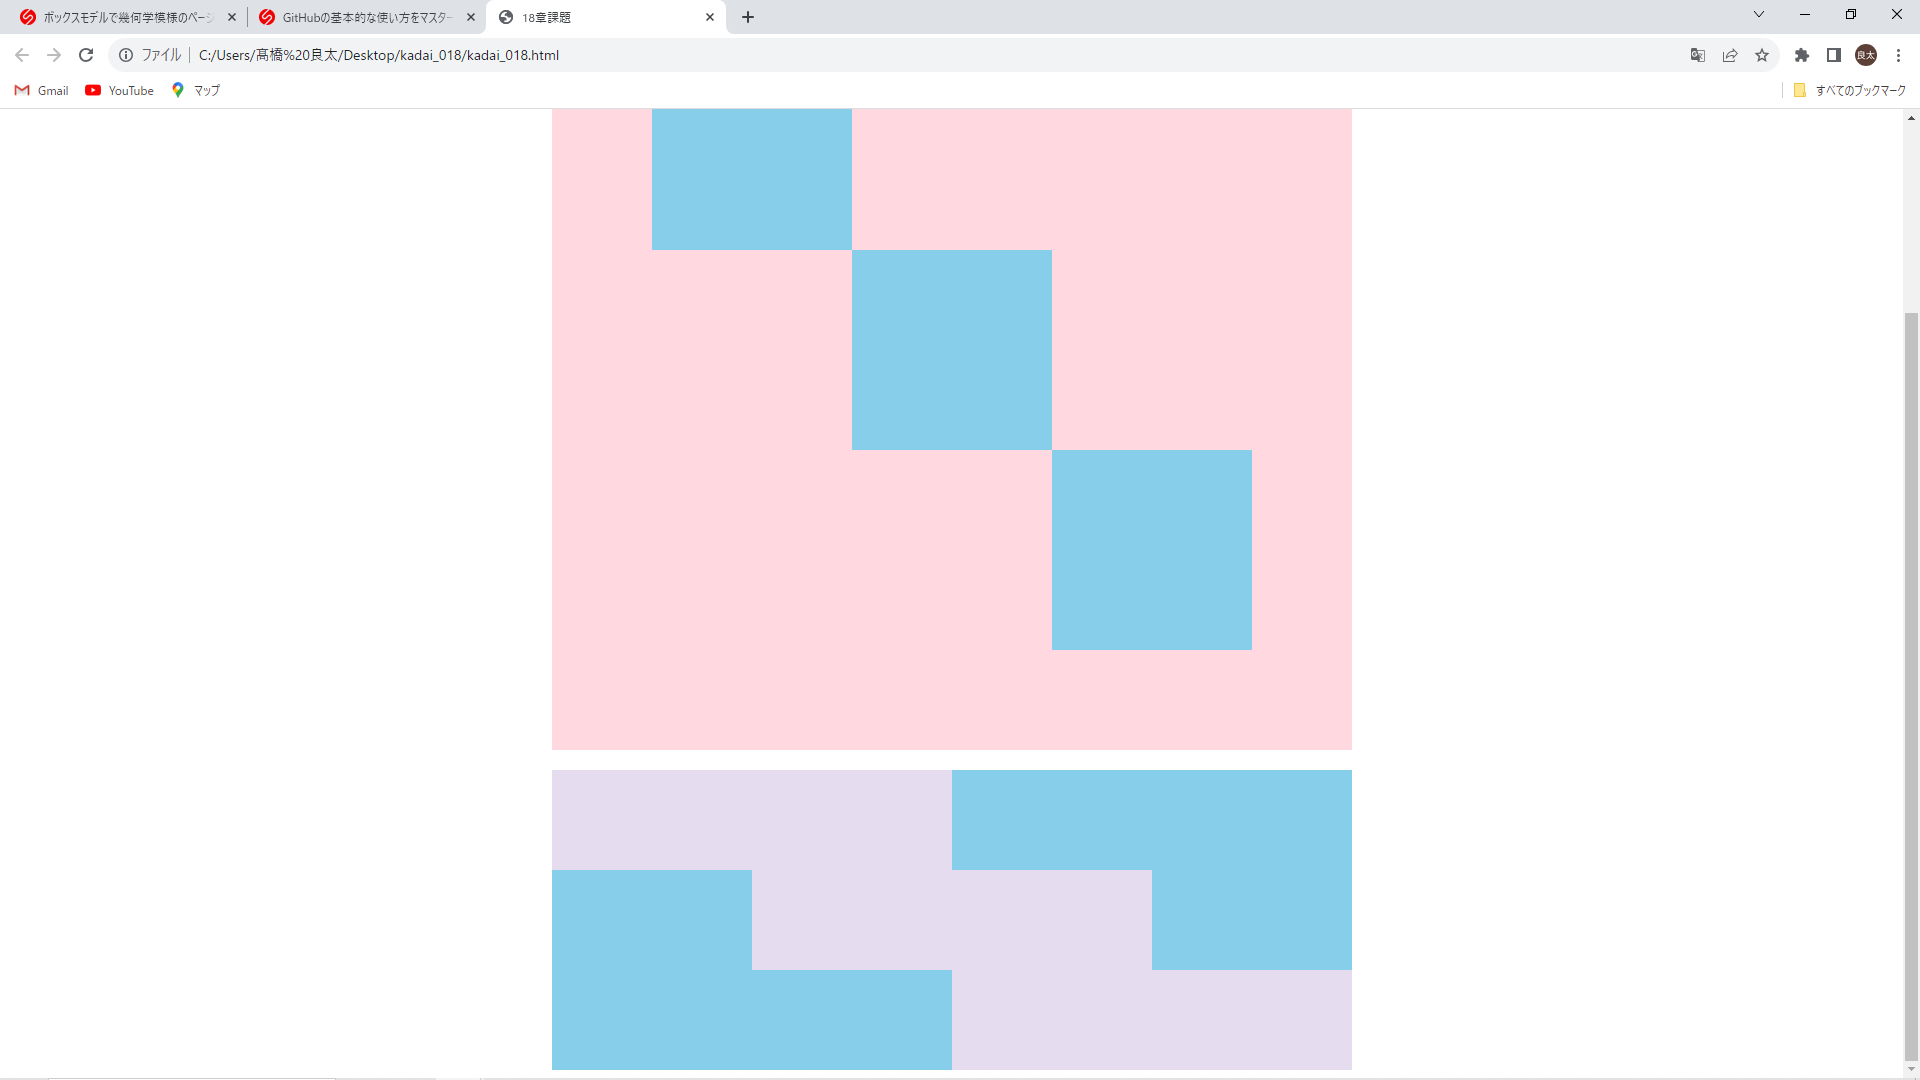 ボックスモデルで幾何学模様のページ
GitHubの基本的な使い方をマスター
18章課題
ファイル
C:/Users/髙橋%20良太/Desktop/kadai_018/kadai_018.html
良太
Gmail
YouTube
マップ
すべてのブックマーク